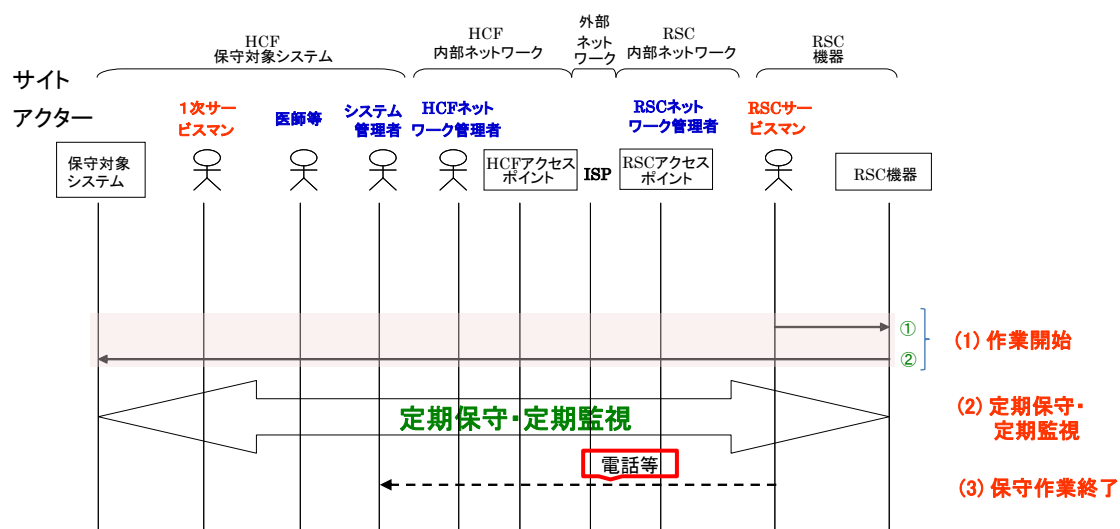 HCF
保守対象システム
HCF
内部ネットワーク
外部
ネット
ワーク
RSC
内部ネットワーク
RSC
機器
サイト
アクター
1次サー
ビスマン
医師等
システム
管理者
HCFネット
ワーク管理者
RSCネット
ワーク管理者
RSCサー
ビスマン
保守対象
システム
HCFアクセス
ポイント
ISP
RSCアクセス
ポイント
RSC機器
①
②
(1) 作業開始
定期保守・定期監視
(2) 定期保守・
定期監視
電話等
(3) 保守作業終了